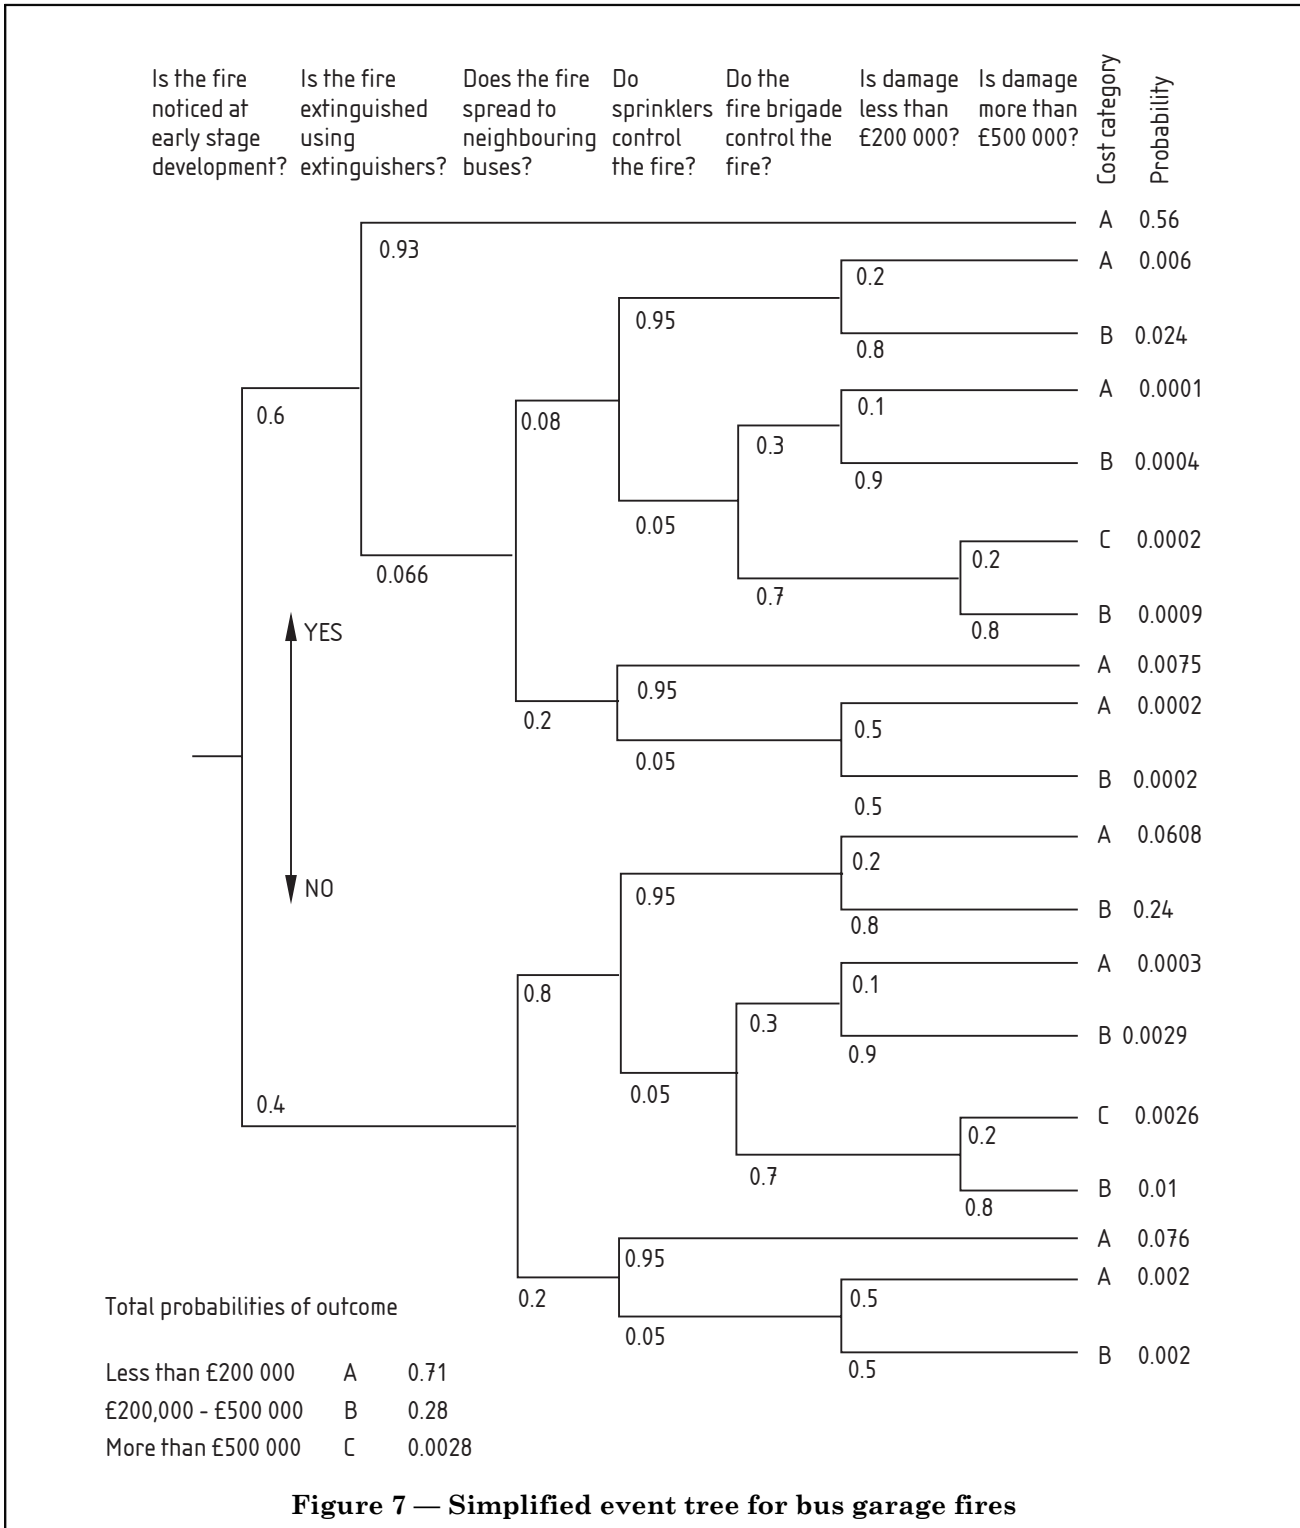 Is the fire
noticed at
early stage
development?
Is the fire
extinguished
using
extinguishers?
Does the fire
spread to
neighbouring
buses?
Do
sprinklers
control
the fire?
Do the
fire brigade
control the
fire?
Is damage
less than
£200 000?
Is damage
more than
£500 000?
Cost category
Probability
A 0.56
0.93
A 0.006
0.2
0.95
B 0.024
0.8
A 0.0001
0.1
0.6
0.08
0.3
B 0.0004
0.9
0.05
C 0.0002
0.2
0.066
0.7
B 0.0009
0.8
YES
A 0.0075
0.95
A 0.0002
0.2
0.5
0.05
B 0.0002
0.5
A 0.0608
0.2
NO
0.95
B 0.24
0.8
A 0.0003
0.1
0.8
0.3
B 0.0029
0.9
0.05
0.4
C 0.0026
0.2
0.7
B 0.01
0.8
A 0.076
0.95
A 0.002
0.2
0.5
0.05
B 0.002
0.5
Total probabilities of outcome
Less than £200 000 A 0.71
£200,000 - £500 000 B 0.28
More than £500 000 C 0.0028
Figure 7 — Simplified event tree for bus garage fires